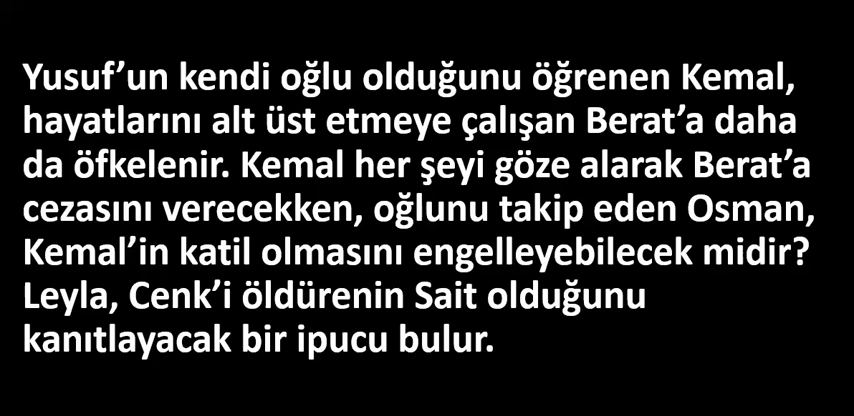 Yusuf’un kendi oğlu olduğunu öğrenen Kemal,
hayatlarını alt üst etmeye çalışan Berat’a daha
da öfkelenir. Kemal her şeyi göze alarak Berat’a
cezasını verecekken, oğlunu takip eden Osman,
Kemal’in katil olmasını engelleyebilecek midir?
Leyla, Cenk’i öldürenin Sait olduğunu
kanıtlayacak bir ipucu bulur.